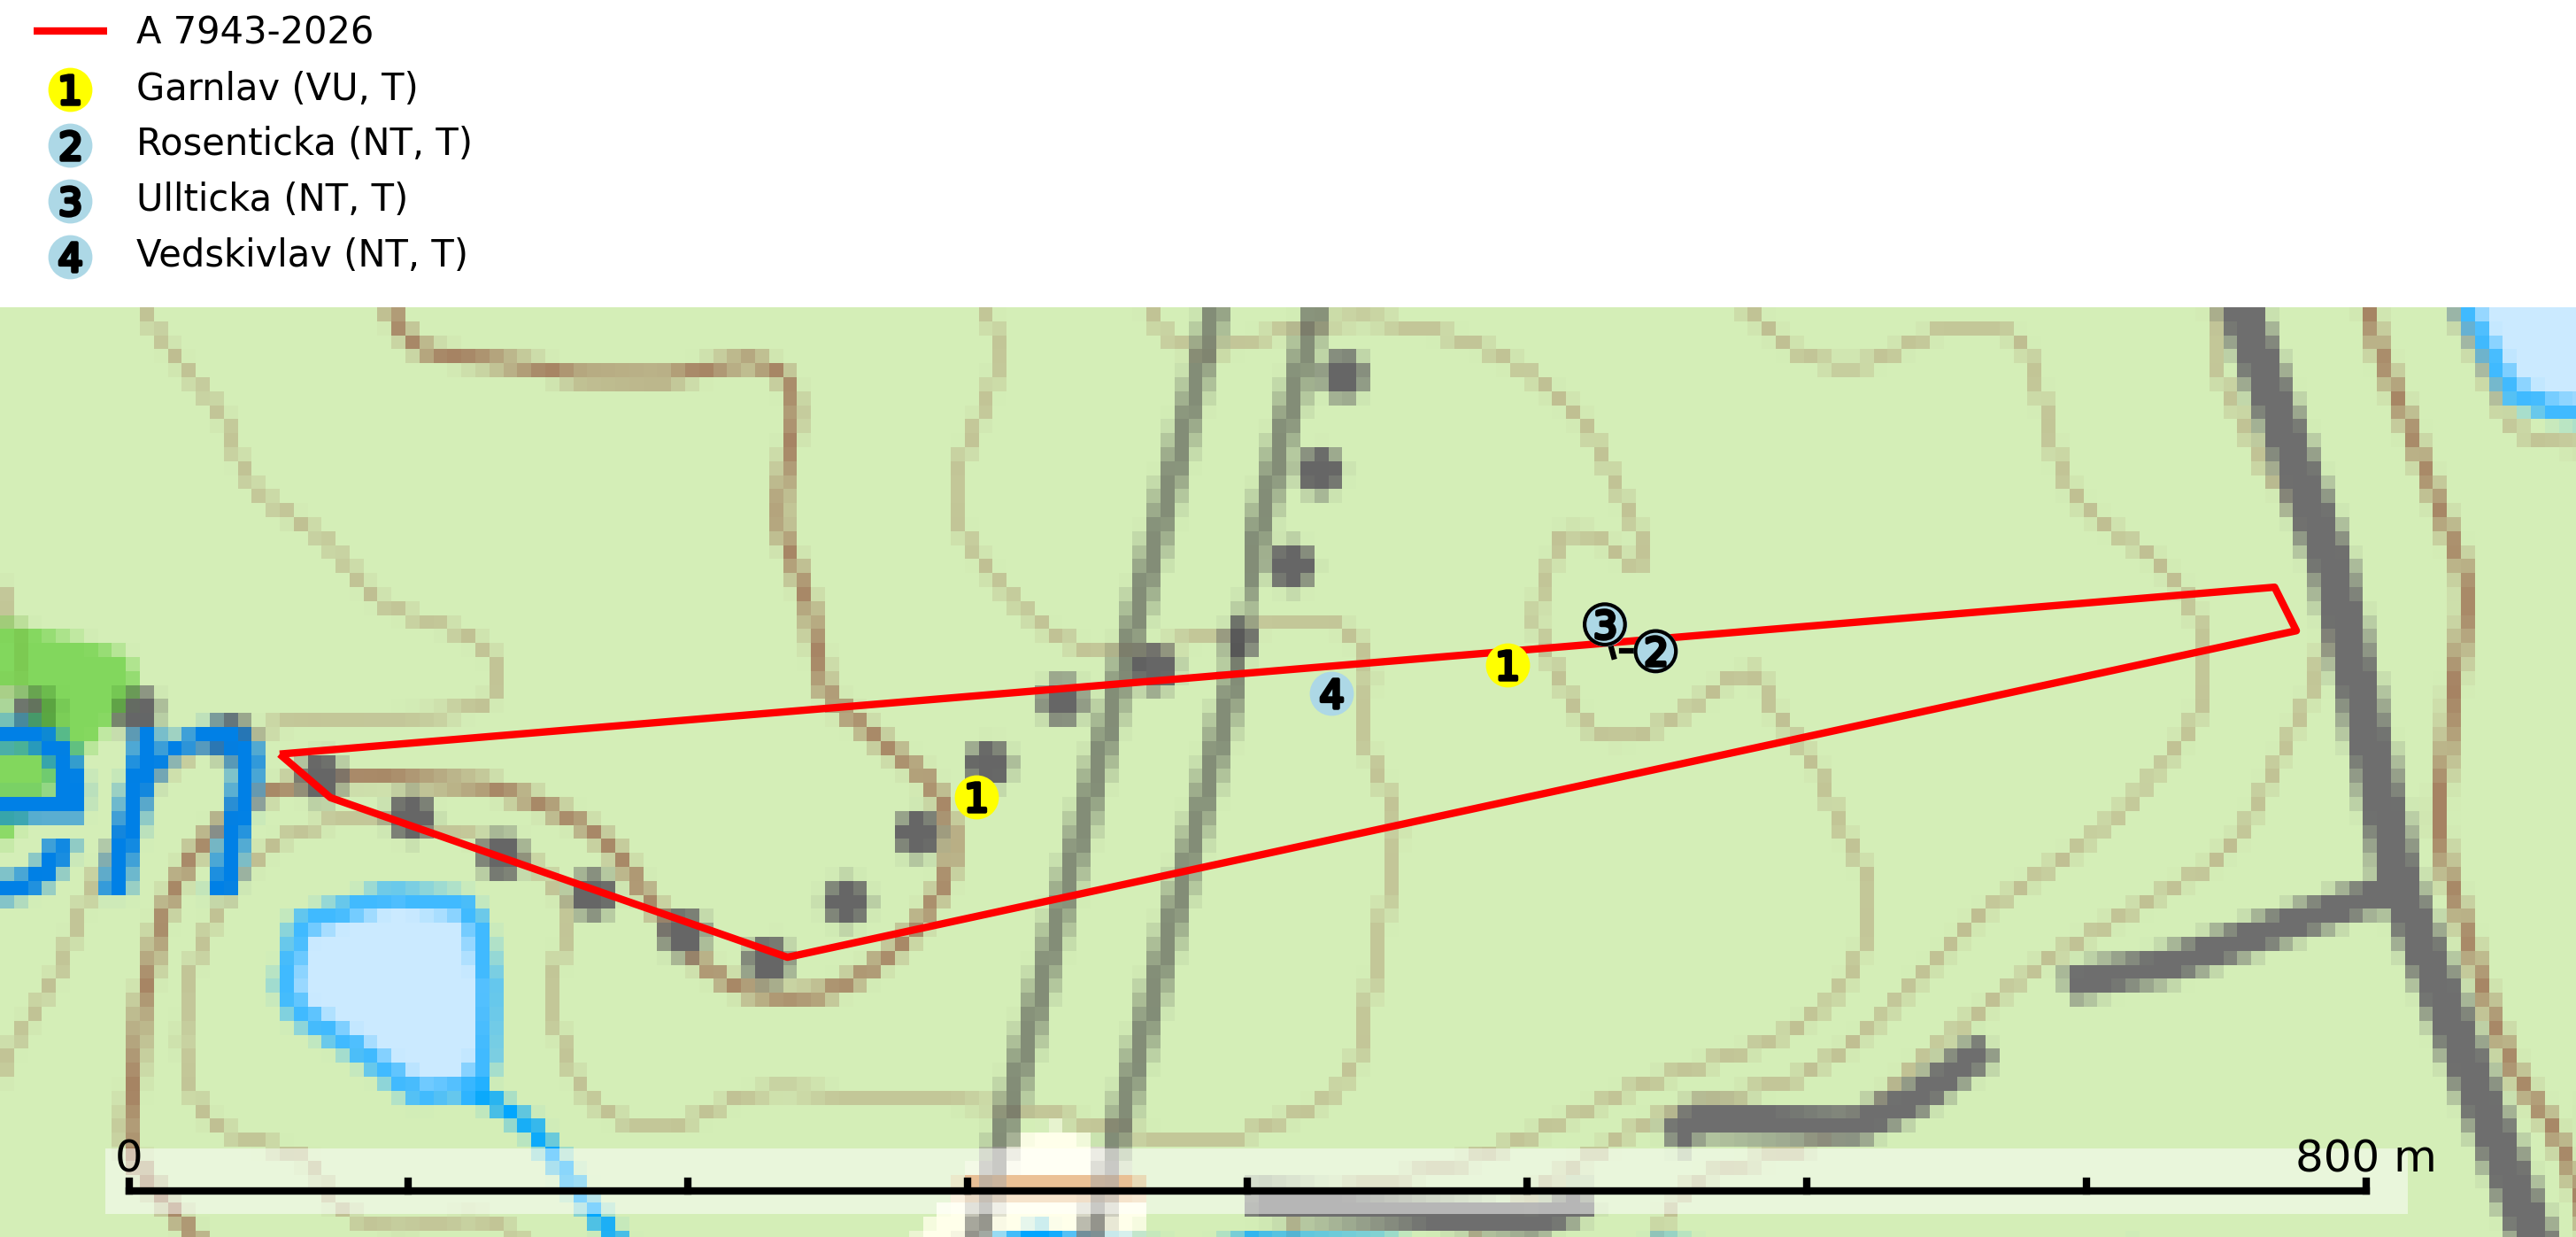 A 7943-2026
1 Garnlav (VU, T)
2 Rosenticka (NT, T)
3 Ullticka (NT, T)
4 Vedskivlav (NT, T)
3
1
2
4
1
0 800 m